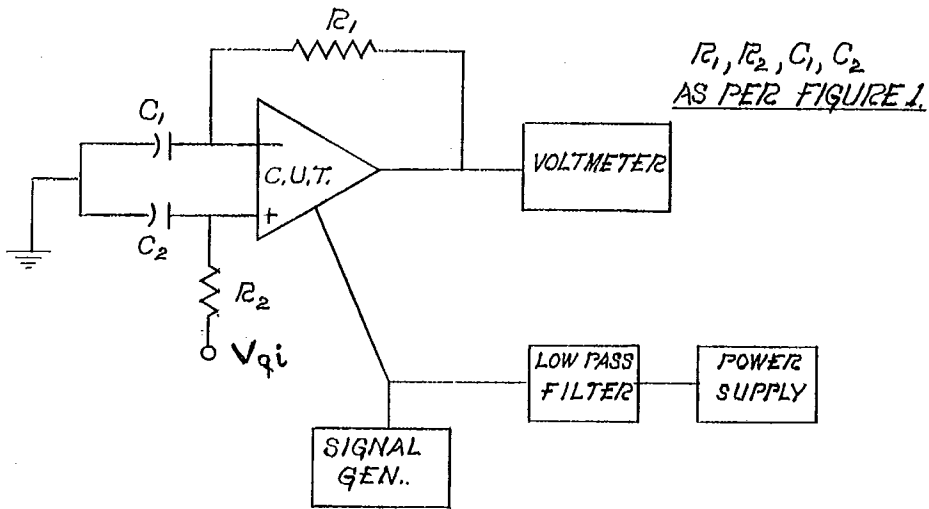 R₁
R₁, R₂, C₁, C₂
AS PER FIGURE 1.
C₁
−
C.U.T.
VOLTMETER
+
C₂
R₂
Vqi
LOW PASS
FILTER
POWER
SUPPLY
SIGNAL
GEN..